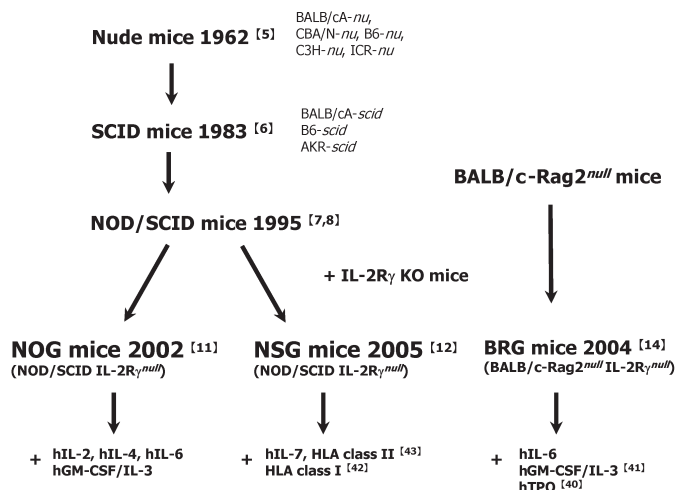 Nude mice 1962 [5]
BALB/cA-nu,
CBA/N-nu, B6-nu,
C3H-nu, ICR-nu
SCID mice 1983 [6]
BALB/cA-scid
B6-scid
AKR-scid
BALB/c-Rag2null mice
NOD/SCID mice 1995 [7,8]
+ IL-2Rγ KO mice
NOG mice 2002 [11]
(NOD/SCID IL-2Rγnull)
NSG mice 2005 [12]
(NOD/SCID IL-2Rγnull)
BRG mice 2004 [14]
(BALB/c-Rag2null IL-2Rγnull)
+ hIL-2, hIL-4, hIL-6
hGM-CSF/IL-3
+ hIL-7, HLA class II [43]
HLA class I [42]
+ hIL-6
hGM-CSF/IL-3 [41]
hTPO [40]